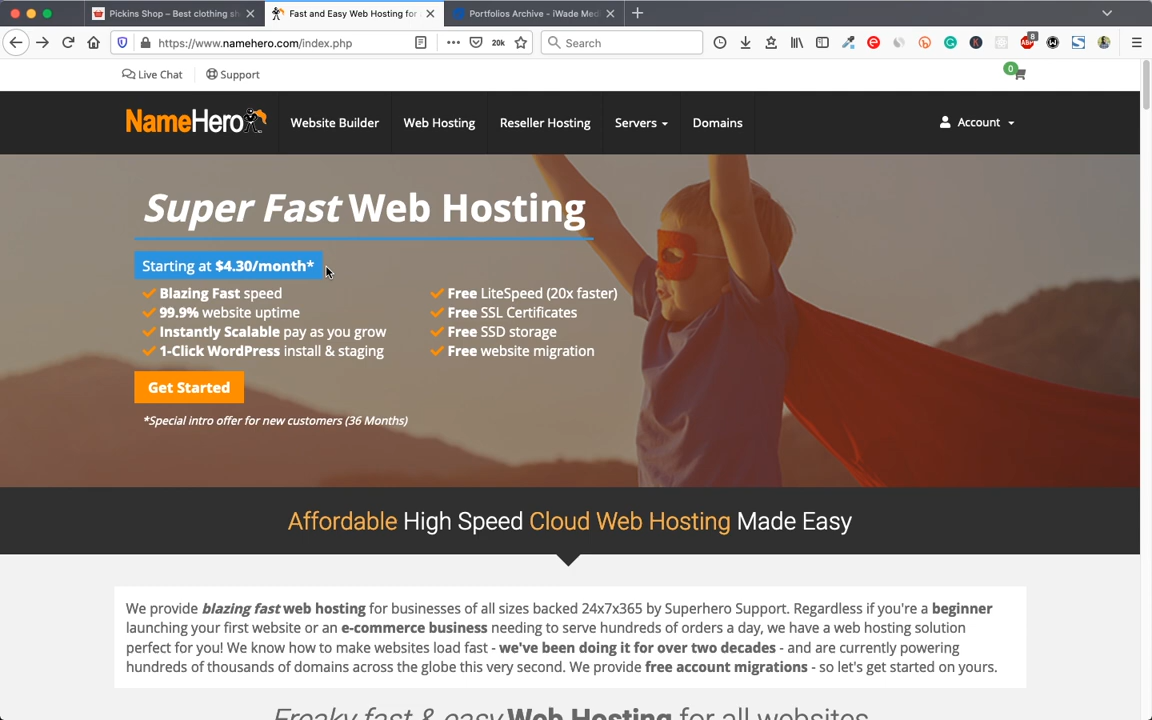 Pickins Shop – Best clothing sh
Fast and Easy Web Hosting for
Portfolios Archive - iWade Medi
https://www.namehero.com/index.php
20k
Search
ABP
8
Live Chat
Support
0
NameHero
Website Builder
Web Hosting
Reseller Hosting
Servers
Domains
Account
Super Fast Web Hosting
Starting at $4.30/month*
Blazing Fast speed
99.9% website uptime
Instantly Scalable pay as you grow
1-Click WordPress install & staging
Free LiteSpeed (20x faster)
Free SSL Certificates
Free SSD storage
Free website migration
Get Started
*Special intro offer for new customers (36 Months)
Affordable High Speed Cloud Web Hosting Made Easy
We provide blazing fast web hosting for businesses of all sizes backed 24x7x365 by Superhero Support. Regardless if you're a beginner
launching your first website or an e-commerce business needing to serve hundreds of orders a day, we have a web hosting solution
perfect for you! We know how to make websites load fast - we've been doing it for over two decades - and are currently powering
hundreds of thousands of domains across the globe this very second. We provide free account migrations - so let's get started on yours.
Freaky fast & easy Web Hosting for all websites